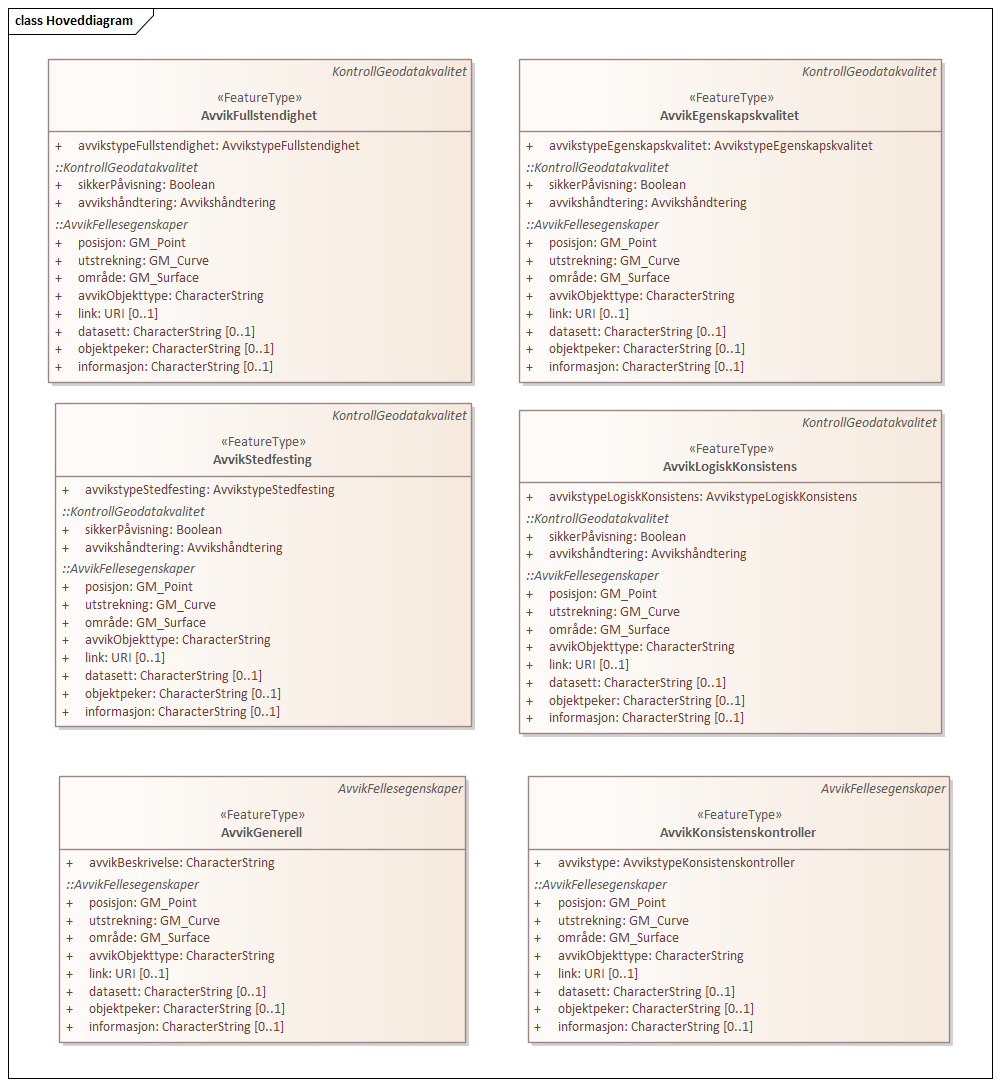 class Hoveddiagram
KontrollGeodatakvalitet
«FeatureType»
AvvikFullstendighet
+ avvikstypeFullstendighet: AvvikstypeFullstendighet
::KontrollGeodatakvalitet
+ sikkerPåvisning: Boolean
+ avvikshåndtering: Avvikshåndtering
::AvvikFellesegenskaper
+ posisjon: GM_Point
+ utstrekning: GM_Curve
+ område: GM_Surface
+ avvikObjekttype: CharacterString
+ link: URI [0..1]
+ datasett: CharacterString [0..1]
+ objektpeker: CharacterString [0..1]
+ informasjon: CharacterString [0..1]
KontrollGeodatakvalitet
«FeatureType»
AvvikEgenskapskvalitet
+ avvikstypeEgenskapskvalitet: AvvikstypeEgenskapskvalitet
::KontrollGeodatakvalitet
+ sikkerPåvisning: Boolean
+ avvikshåndtering: Avvikshåndtering
::AvvikFellesegenskaper
+ posisjon: GM_Point
+ utstrekning: GM_Curve
+ område: GM_Surface
+ avvikObjekttype: CharacterString
+ link: URI [0..1]
+ datasett: CharacterString [0..1]
+ objektpeker: CharacterString [0..1]
+ informasjon: CharacterString [0..1]
KontrollGeodatakvalitet
«FeatureType»
AvvikStedfesting
+ avvikstypeStedfesting: AvvikstypeStedfesting
::KontrollGeodatakvalitet
+ sikkerPåvisning: Boolean
+ avvikshåndtering: Avvikshåndtering
::AvvikFellesegenskaper
+ posisjon: GM_Point
+ utstrekning: GM_Curve
+ område: GM_Surface
+ avvikObjekttype: CharacterString
+ link: URI [0..1]
+ datasett: CharacterString [0..1]
+ objektpeker: CharacterString [0..1]
+ informasjon: CharacterString [0..1]
KontrollGeodatakvalitet
«FeatureType»
AvvikLogiskKonsistens
+ avvikstypeLogiskKonsistens: AvvikstypeLogiskKonsistens
::KontrollGeodatakvalitet
+ sikkerPåvisning: Boolean
+ avvikshåndtering: Avvikshåndtering
::AvvikFellesegenskaper
+ posisjon: GM_Point
+ utstrekning: GM_Curve
+ område: GM_Surface
+ avvikObjekttype: CharacterString
+ link: URI [0..1]
+ datasett: CharacterString [0..1]
+ objektpeker: CharacterString [0..1]
+ informasjon: CharacterString [0..1]
AvvikFellesegenskaper
«FeatureType»
AvvikGenerell
+ avvikBeskrivelse: CharacterString
::AvvikFellesegenskaper
+ posisjon: GM_Point
+ utstrekning: GM_Curve
+ område: GM_Surface
+ avvikObjekttype: CharacterString
+ link: URI [0..1]
+ datasett: CharacterString [0..1]
+ objektpeker: CharacterString [0..1]
+ informasjon: CharacterString [0..1]
AvvikFellesegenskaper
«FeatureType»
AvvikKonsistenskontroller
+ avvikstype: AvvikstypeKonsistenskontroller
::AvvikFellesegenskaper
+ posisjon: GM_Point
+ utstrekning: GM_Curve
+ område: GM_Surface
+ avvikObjekttype: CharacterString
+ link: URI [0..1]
+ datasett: CharacterString [0..1]
+ objektpeker: CharacterString [0..1]
+ informasjon: CharacterString [0..1]